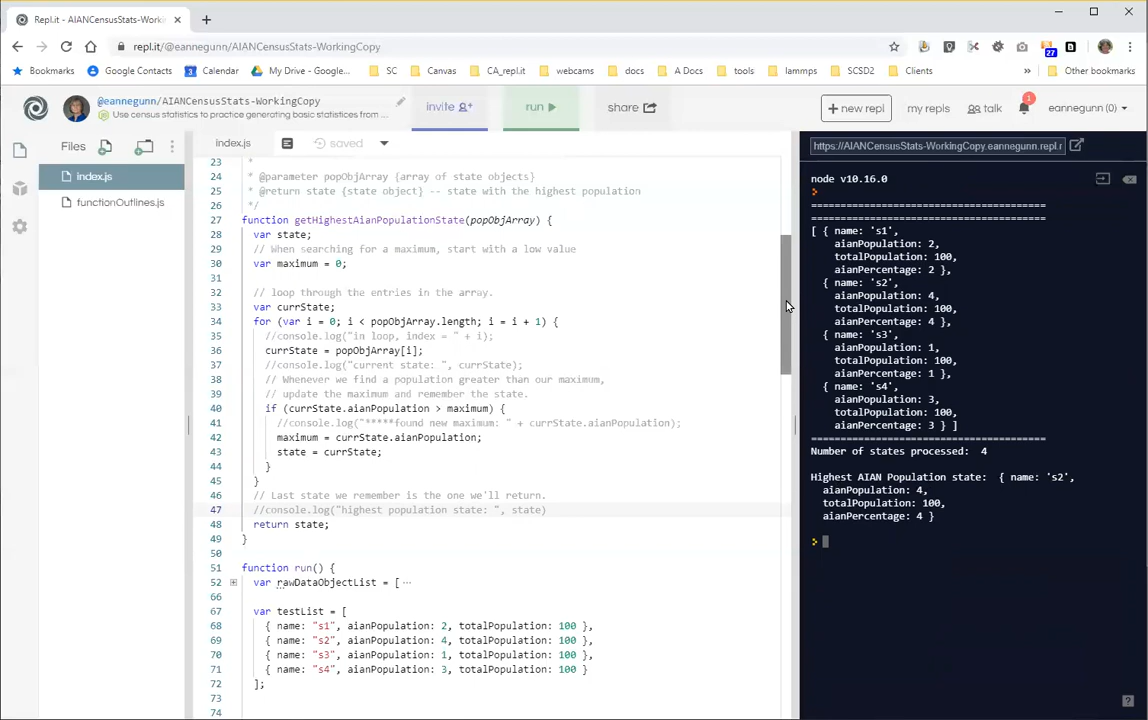 Repl.it - AIANCensusStats-Worki
repl.it/@eannegunn/AIANCensusStats-WorkingCopy
27
Bookmarks Google Contacts 3 Calendar My Drive - Google... SC Canvas CA_repl.it webcams docs A Docs tools lammps SCSD2 Clients » Other bookmarks
@eannegunn/AIANCensusStats-WorkingCopy
Use census statistics to practice generating basic statistics from ...
invite run share + new repl my repls talk 1 eannegunn (0)
Files
index.js
functionOutlines.js
index.js saved
23 *
24 * @parameter popObjArray {array of state objects}
25 * @return state {state object} -- state with the highest population
26 */
27 function getHighestAianPopulationState(popObjArray) {
28 var state;
29 // When searching for a maximum, start with a low value
30 var maximum = 0;
31
32 // loop through the entries in the array.
33 var currState;
34 for (var i = 0; i < popObjArray.length; i = i + 1) {
35 //console.log("in loop, index = " + i);
36 currState = popObjArray[i];
37 //console.log("current state: ", currState);
38 // Whenever we find a population greater than our maximum,
39 // update the maximum and remember the state.
40 if (currState.aianPopulation > maximum) {
41 //console.log("*****found new maximum: " + currState.aianPopulation);
42 maximum = currState.aianPopulation;
43 state = currState;
44 }
45 }
46 // Last state we remember is the one we'll return.
47 //console.log("highest population state: ", state)
48 return state;
49 }
50
51 function run() {
52 var rawDataObjectList = [ ···
66
67 var testList = [
68 { name: "s1", aianPopulation: 2, totalPopulation: 100 },
69 { name: "s2", aianPopulation: 4, totalPopulation: 100 },
70 { name: "s3", aianPopulation: 1, totalPopulation: 100 },
71 { name: "s4", aianPopulation: 3, totalPopulation: 100 }
72 ];
73
74
https://AIANCensusStats-WorkingCopy.eannegunn.repl.r
node v10.16.0
>
========================================
========================================
[ { name: 's1',
aianPopulation: 2,
totalPopulation: 100,
aianPercentage: 2 },
{ name: 's2',
aianPopulation: 4,
totalPopulation: 100,
aianPercentage: 4 },
{ name: 's3',
aianPopulation: 1,
totalPopulation: 100,
aianPercentage: 1 },
{ name: 's4',
aianPopulation: 3,
totalPopulation: 100,
aianPercentage: 3 } ]
========================================
Number of states processed: 4
Highest AIAN Population state: { name: 's2',
aianPopulation: 4,
totalPopulation: 100,
aianPercentage: 4 }
>
?